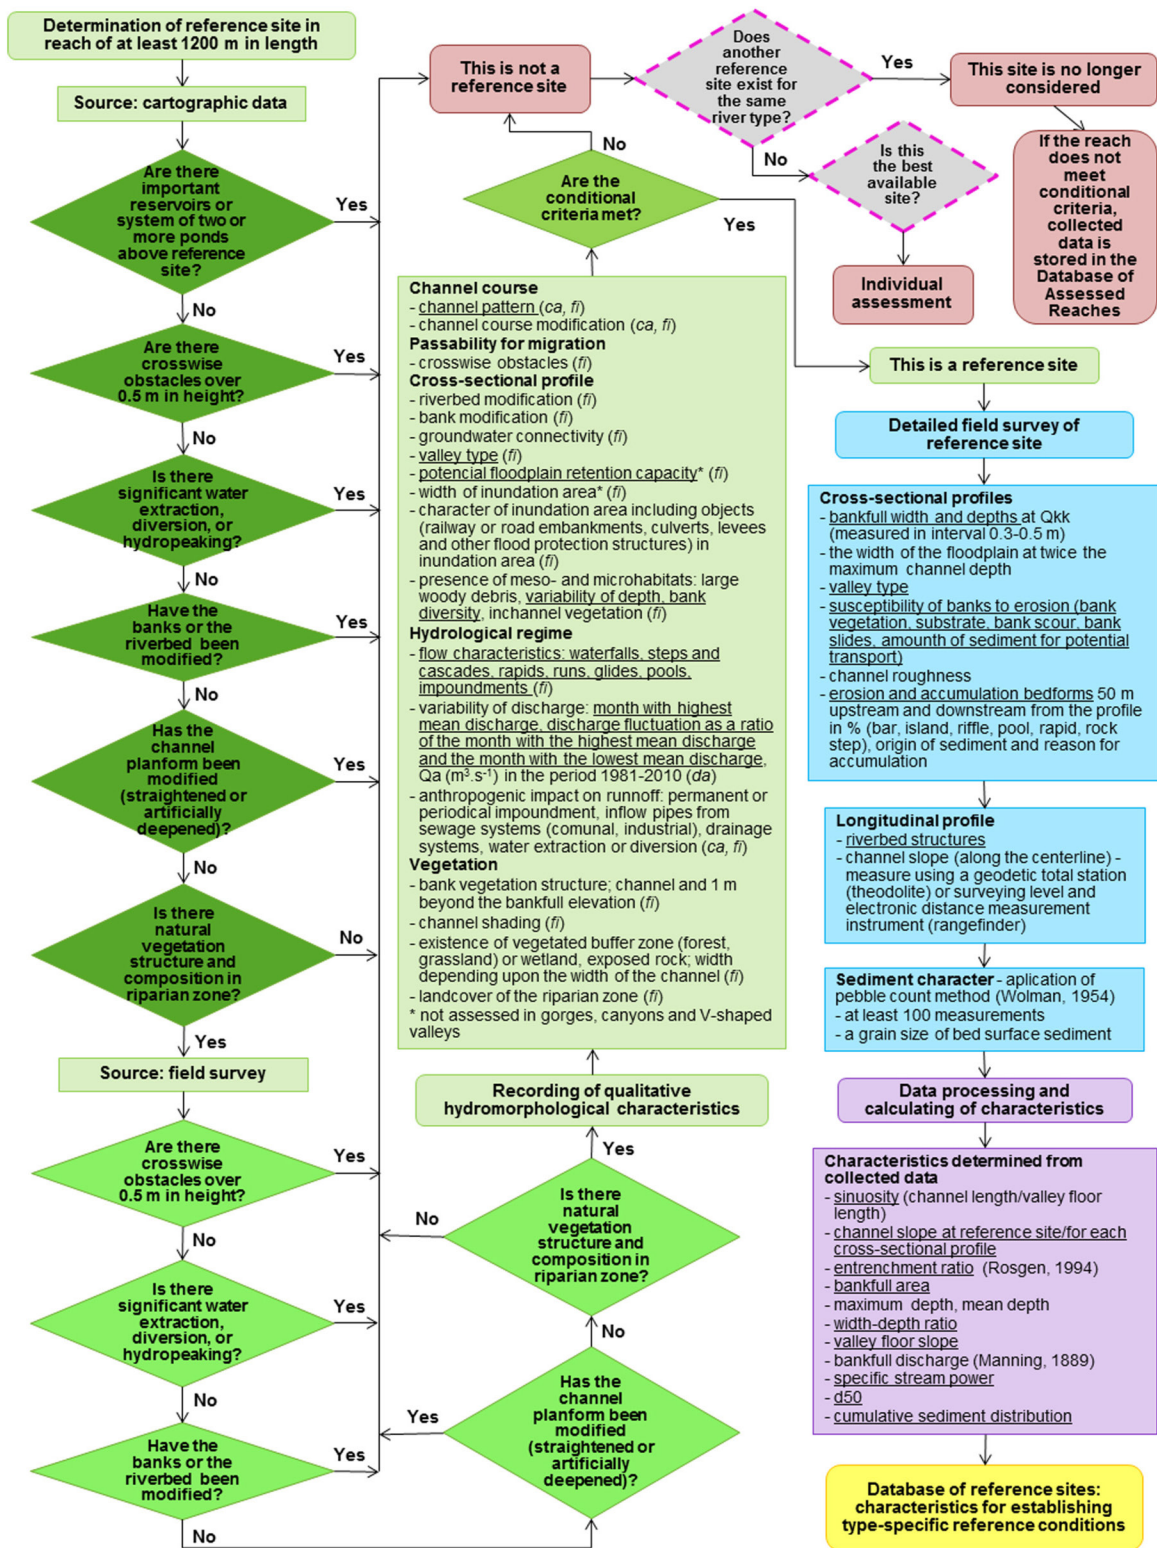 Determination of reference site in
reach of at least 1200 m in length
Source: cartographic data
Are there
important
reservoirs or
system of two or
more ponds
above reference
site?
Yes
No
Are there
crosswise
obstacles over
0.5 m in height?
Yes
No
Is there
significant water
extraction,
diversion, or
hydropeaking?
Yes
No
Have the
banks or the
riverbed been
modified?
Yes
No
Has the
channel
planform been
modified
(straightened or
artificially
deepened)?
Yes
No
Is there
natural
vegetation
structure and
composition in
riparian zone?
No
Yes
Source: field survey
Are there
crosswise
obstacles over
0.5 m in height?
Yes
No
Is there
significant water
extraction,
diversion, or
hydropeaking?
Yes
No
Have the
banks or the
riverbed been
modified?
Yes
No
Has the
channel
planform been
modified
(straightened or
artificially
deepened)?
Yes
No
Is there
natural
vegetation
structure and
composition in
riparian zone?
No
Yes
Recording of qualitative
hydromorphological characteristics
Channel course
- channel pattern (ca, fi)
- channel course modification (ca, fi)
Passability for migration
- crosswise obstacles (fi)
Cross-sectional profile
- riverbed modification (fi)
- bank modification (fi)
- groundwater connectivity (fi)
- valley type (fi)
- potencial floodplain retention capacity* (fi)
- width of inundation area* (fi)
- character of inundation area including objects
(railway or road embankments, culverts, levees
and other flood protection structures) in
inundation area (fi)
- presence of meso- and microhabitats: large
woody debris, variability of depth, bank
diversity, inchannel vegetation (fi)
Hydrological regime
- flow characteristics: waterfalls, steps and
cascades, rapids, runs, glides, pools,
impoundments (fi)
- variability of discharge: month with highest
mean discharge, discharge fluctuation as a ratio
of the month with the highest mean discharge
and the month with the lowest mean discharge,
Qa (m³.s⁻¹) in the period 1981-2010 (da)
- anthropogenic impact on runoff: permanent or
periodical impoundment, inflow pipes from
sewage systems (comunal, industrial), drainage
systems, water extraction or diversion (ca, fi)
Vegetation
- bank vegetation structure; channel and 1 m
beyond the bankfull elevation (fi)
- channel shading (fi)
- existence of vegetated buffer zone (forest,
grassland) or wetland, exposed rock; width
depending upon the width of the channel (fi)
- landcover of the riparian zone (fi)
* not assessed in gorges, canyons and V-shaped
valleys
Are the
conditional
criteria met?
No
Yes
This is not a
reference site
Does
another
reference
site exist for
the same
river type?
Yes
No
This site is no longer
considered
If the reach
does not
meet
conditional
criteria,
collected
data is
stored in the
Database of
Assessed
Reaches
Is this
the best
available
site?
Individual
assessment
This is a reference site
Detailed field survey of
reference site
Cross-sectional profiles
- bankfull width and depths at Qkk
(measured in interval 0.3-0.5 m)
- the width of the floodplain at twice the
maximum channel depth
- valley type
- susceptibility of banks to erosion (bank
vegetation, substrate, bank scour, bank
slides, amounth of sediment for potential
transport)
- channel roughness
- erosion and accumulation bedforms 50 m
upstream and downstream from the profile
in % (bar, island, riffle, pool, rapid, rock
step), origin of sediment and reason for
accumulation
Longitudinal profile
- riverbed structures
- channel slope (along the centerline) -
measure using a geodetic total station
(theodolite) or surveying level and
electronic distance measurement
instrument (rangefinder)
Sediment character - aplication of
pebble count method (Wolman, 1954)
- at least 100 measurements
- a grain size of bed surface sediment
Data processing and
calculating of characteristics
Characteristics determined from
collected data
- sinuosity (channel length/valley floor
length)
- channel slope at reference site/for each
cross-sectional profile
- entrenchment ratio (Rosgen, 1994)
- bankfull area
- maximum depth, mean depth
- width-depth ratio
- valley floor slope
- bankfull discharge (Manning, 1889)
- specific stream power
- d50
- cumulative sediment distribution
Database of reference sites:
characteristics for establishing
type-specific reference conditions